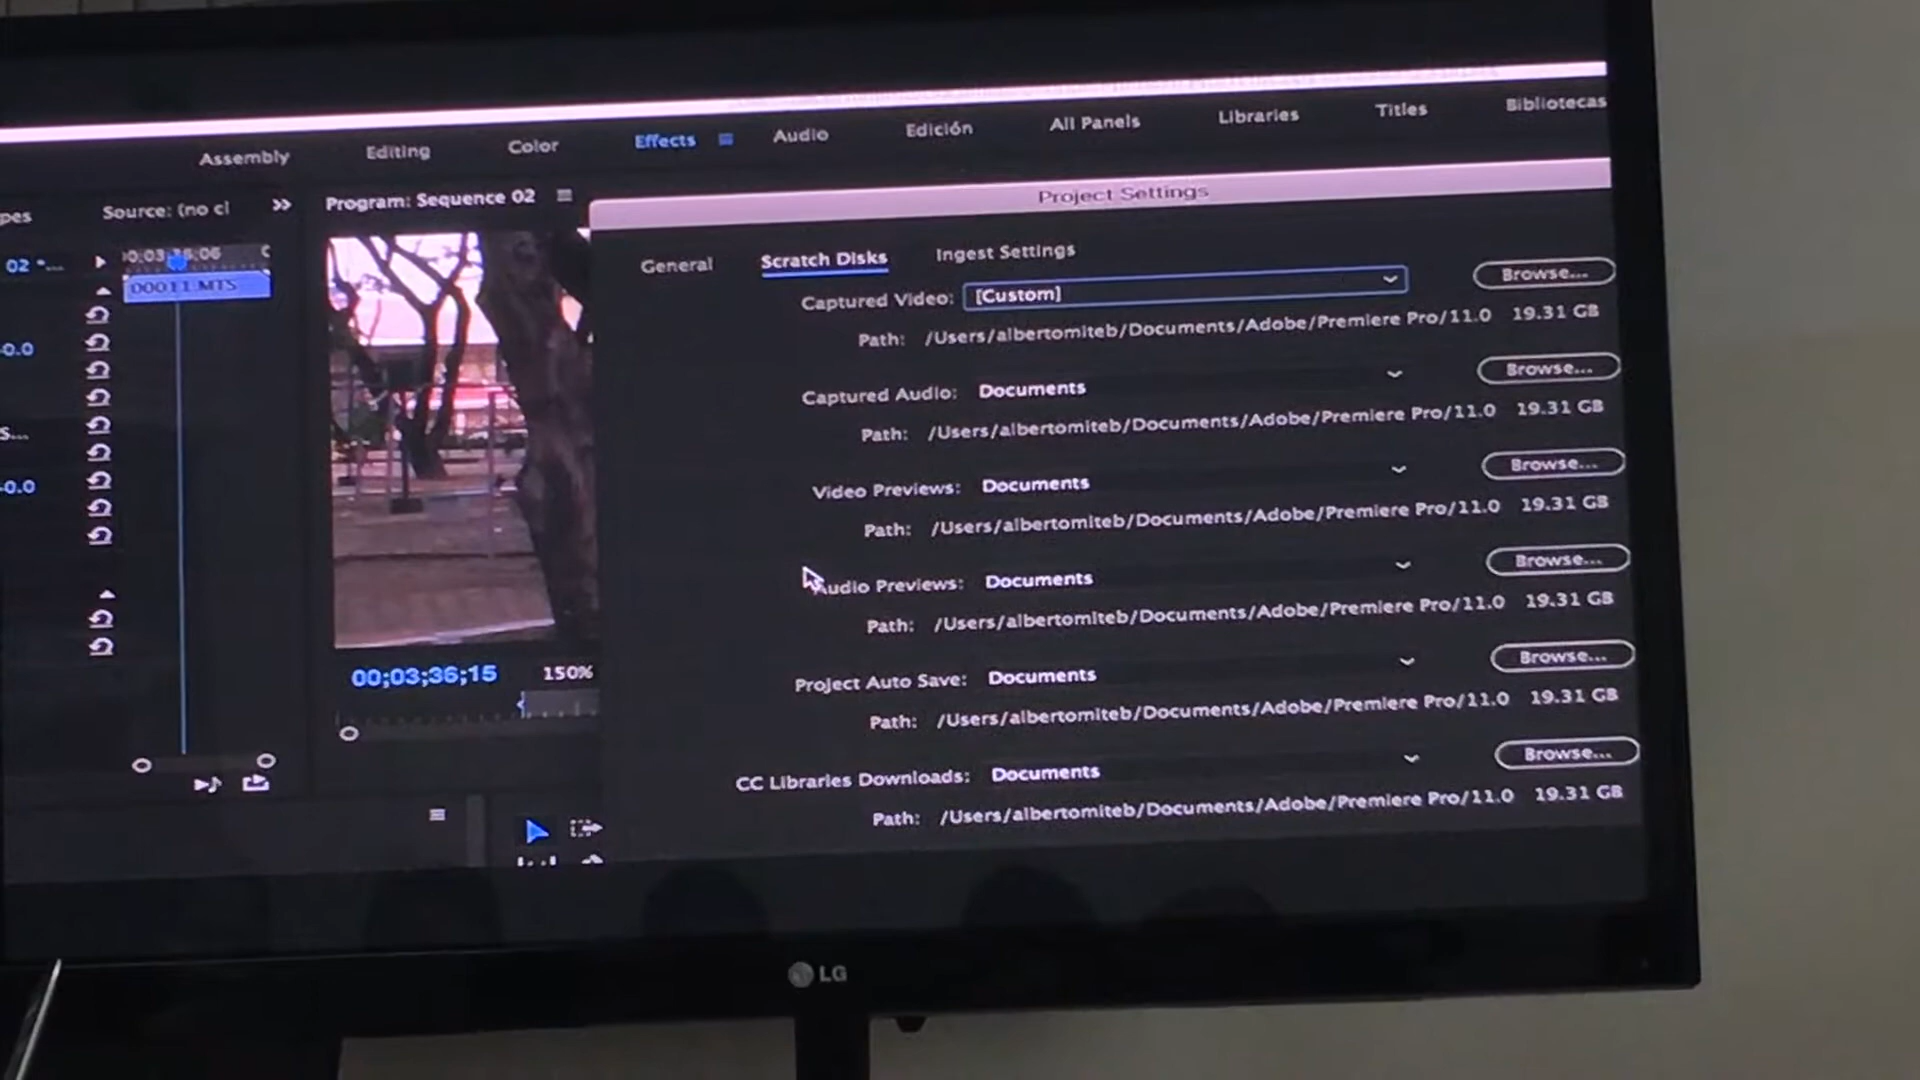 Assembly Editing Color Effects Audio Edición All Panels Libraries Titles Bibliotecas
Source: (no cl
Program: Sequence 02
Project Settings
General Scratch Disks Ingest Settings
02 *...
00011.MTS
Captured Video: [Custom] Browse...
Path: /Users/albertomiteb/Documents/Adobe/Premiere Pro/11.0 19.31 GB
Captured Audio: Documents Browse...
Path: /Users/albertomiteb/Documents/Adobe/Premiere Pro/11.0 19.31 GB
Video Previews: Documents Browse...
Path: /Users/albertomiteb/Documents/Adobe/Premiere Pro/11.0 19.31 GB
Audio Previews: Documents Browse...
Path: /Users/albertomiteb/Documents/Adobe/Premiere Pro/11.0 19.31 GB
Project Auto Save: Documents Browse...
Path: /Users/albertomiteb/Documents/Adobe/Premiere Pro/11.0 19.31 GB
CC Libraries Downloads: Documents Browse...
Path: /Users/albertomiteb/Documents/Adobe/Premiere Pro/11.0 19.31 GB
00;03;36;15 150%
LG